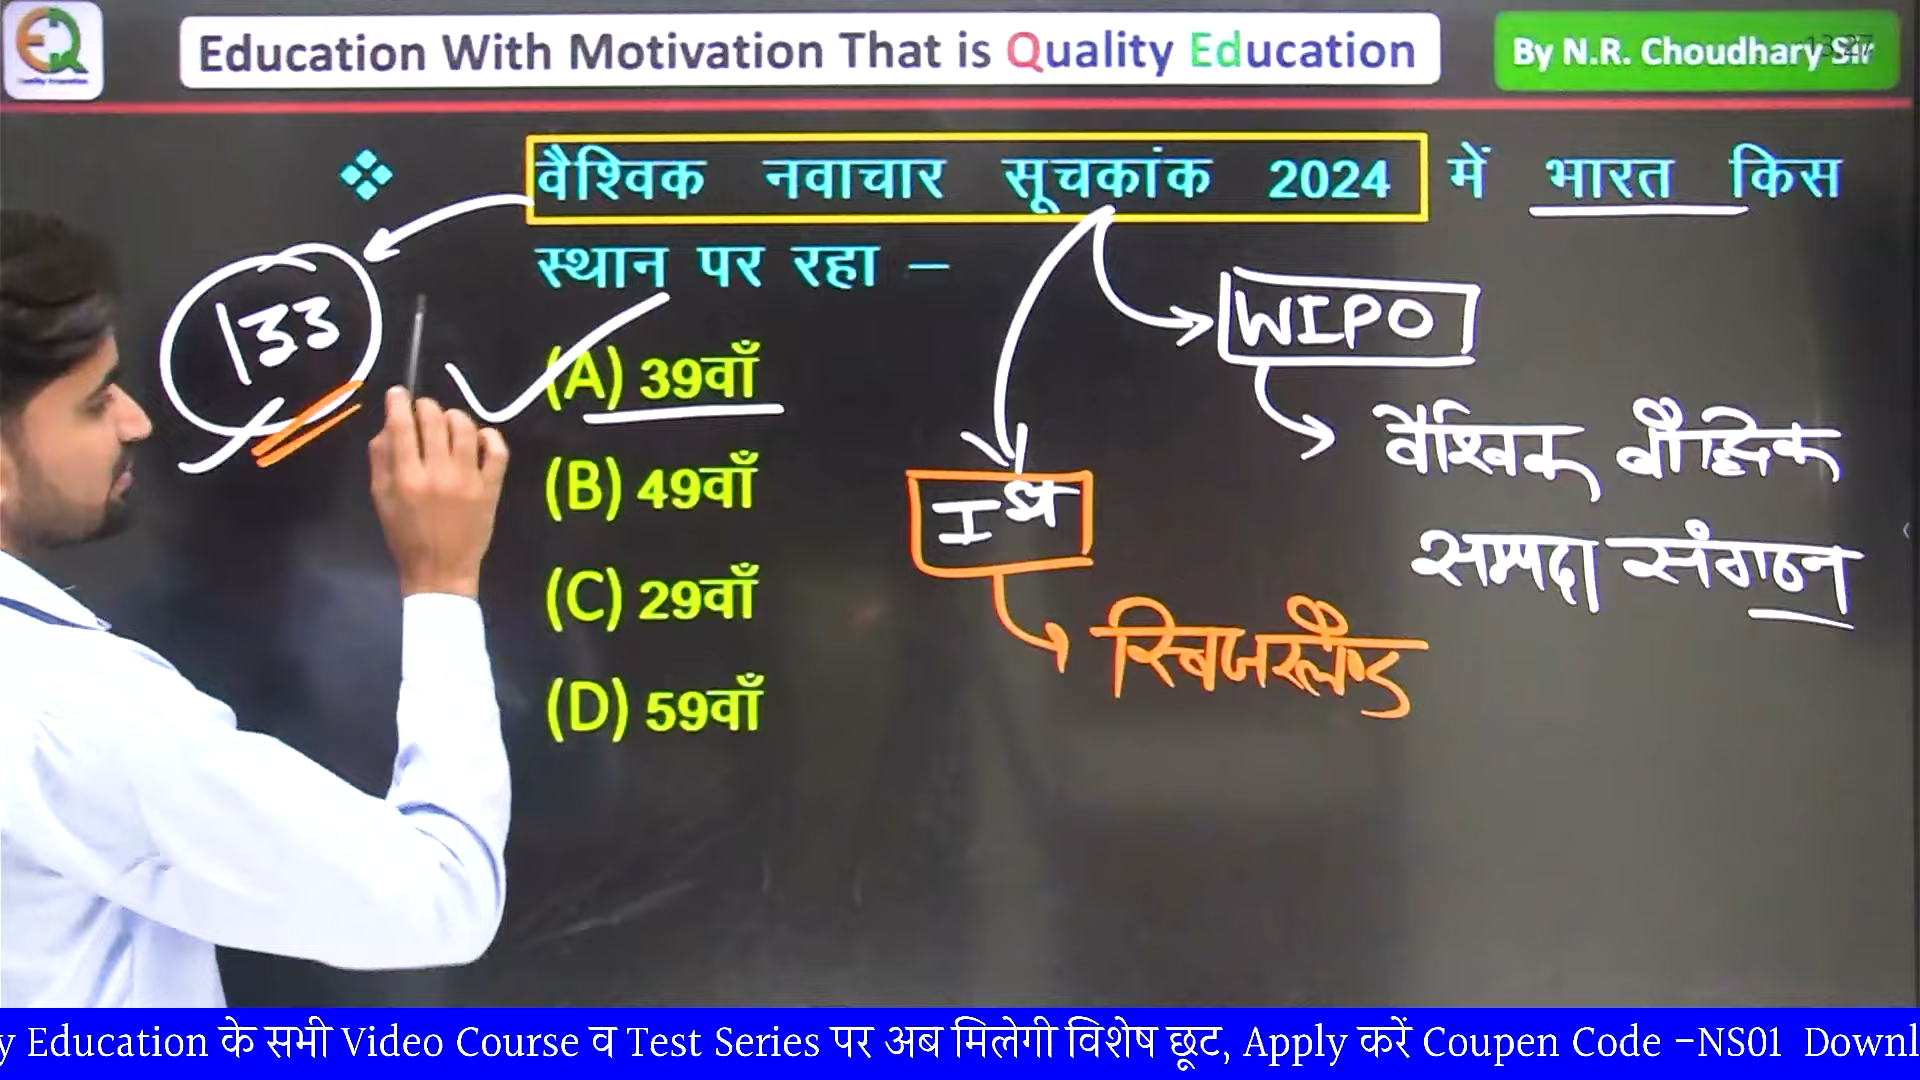 Education With Motivation That is Quality Education
By N.R. Choudhary Sir
❖ वैश्विक नवाचार सूचकांक 2024 में भारत किस
स्थान पर रहा –
133
WIPO
(A) 39वाँ
वैश्विक बौद्धिक
(B) 49वाँ
I
सम्पदा संगठन
(C) 29वाँ
स्विजरलैण्ड
(D) 59वाँ
y Education के सभी Video Course व Test Series पर अब मिलेगी विशेष छूट, Apply करें Coupen Code –NS01 Downl